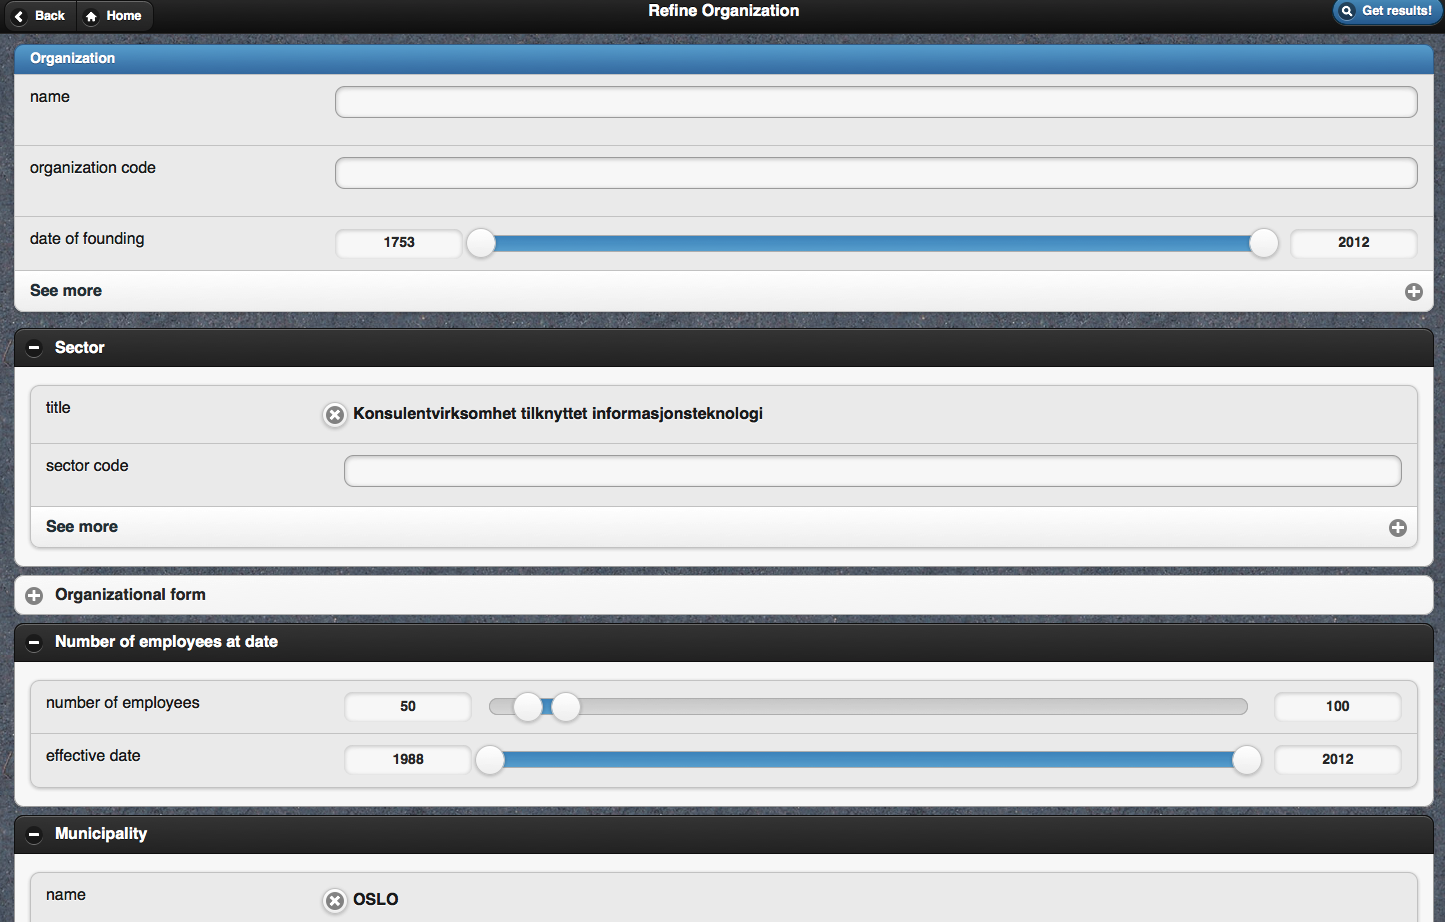 Back
Home
Refine Organization
Get results!
Organization
name
organization code
date of founding
1753
2012
See more
Sector
title
Konsulentvirksomhet tilknyttet informasjonsteknologi
sector code
See more
Organizational form
Number of employees at date
number of employees
50
100
effective date
1988
2012
Municipality
name
OSLO